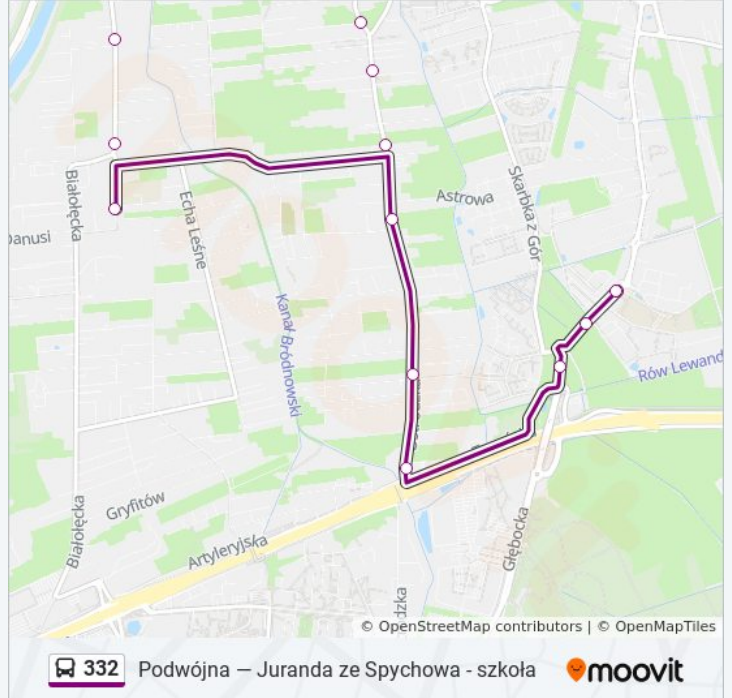 Białołęcka
Echa Leśne
Danusi
Astrowa
Skarbka z Gór
Kanał Bródnowski
Rów Lewand
Białołęcka
Gryfitów
Artyleryjska
Głębocka
dzka
© OpenStreetMap contributors | © OpenMapTiles
332 Podwójna — Juranda ze Spychowa - szkoła moovit